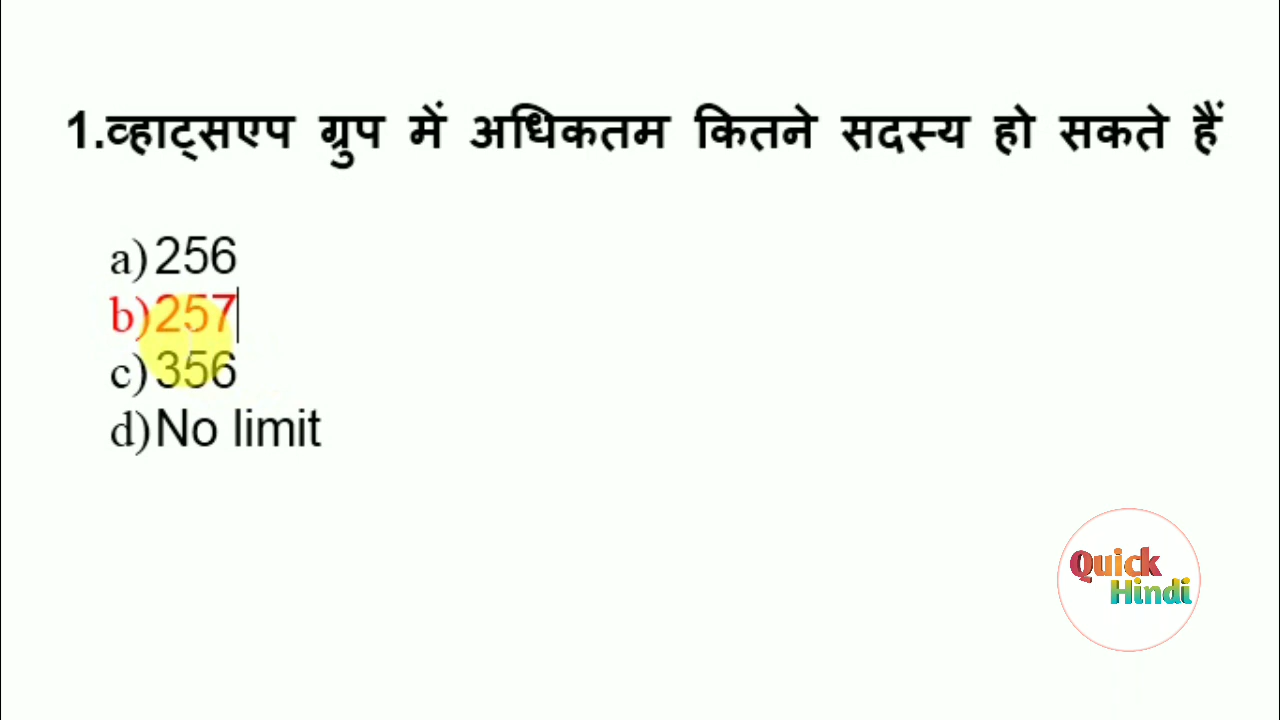 1.व्हाट्सएप ग्रुप में अधिकतम कितने सदस्य हो सकते हैं
a) 256
b) 257
c) 356
d) No limit
Quick
Hindi